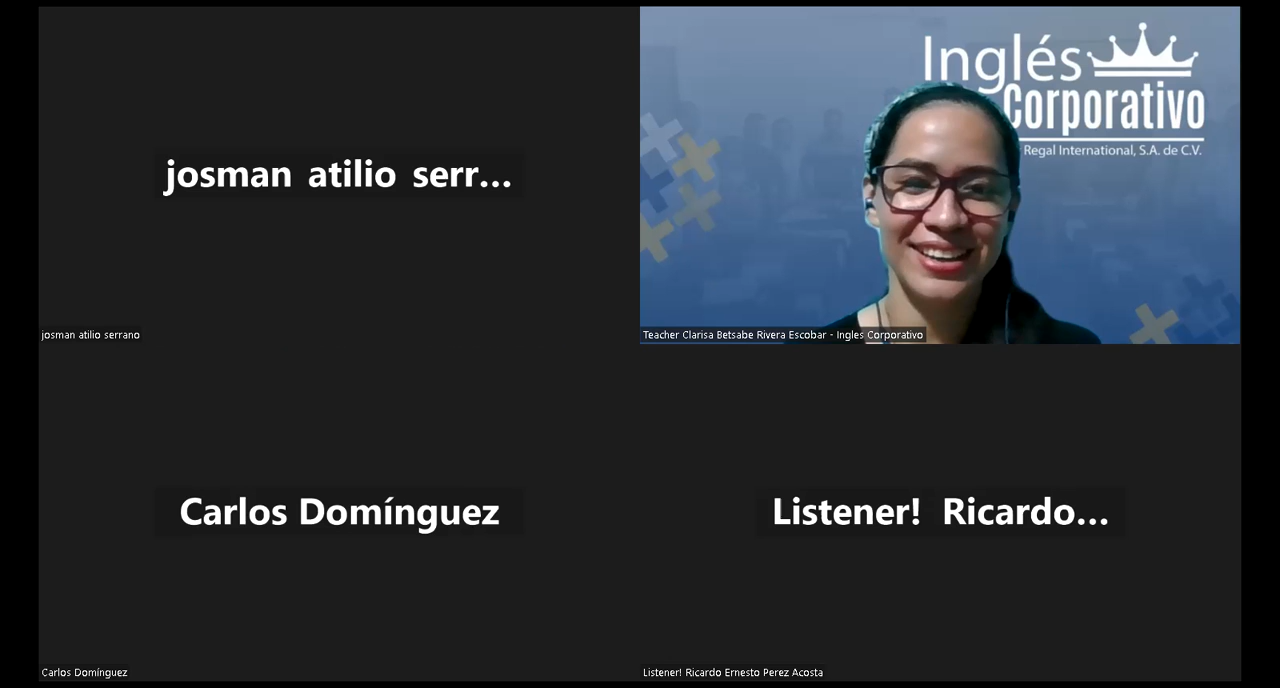 josman atilio serr...
josman atilio serrano
Inglés
Corporativo
Regal International, S.A. de C.V.
Teacher Clarisa Betsabe Rivera Escobar - Ingles Corporativo
Carlos Domínguez
Carlos Domínguez
Listener! Ricardo...
Listener! Ricardo Ernesto Perez Acosta